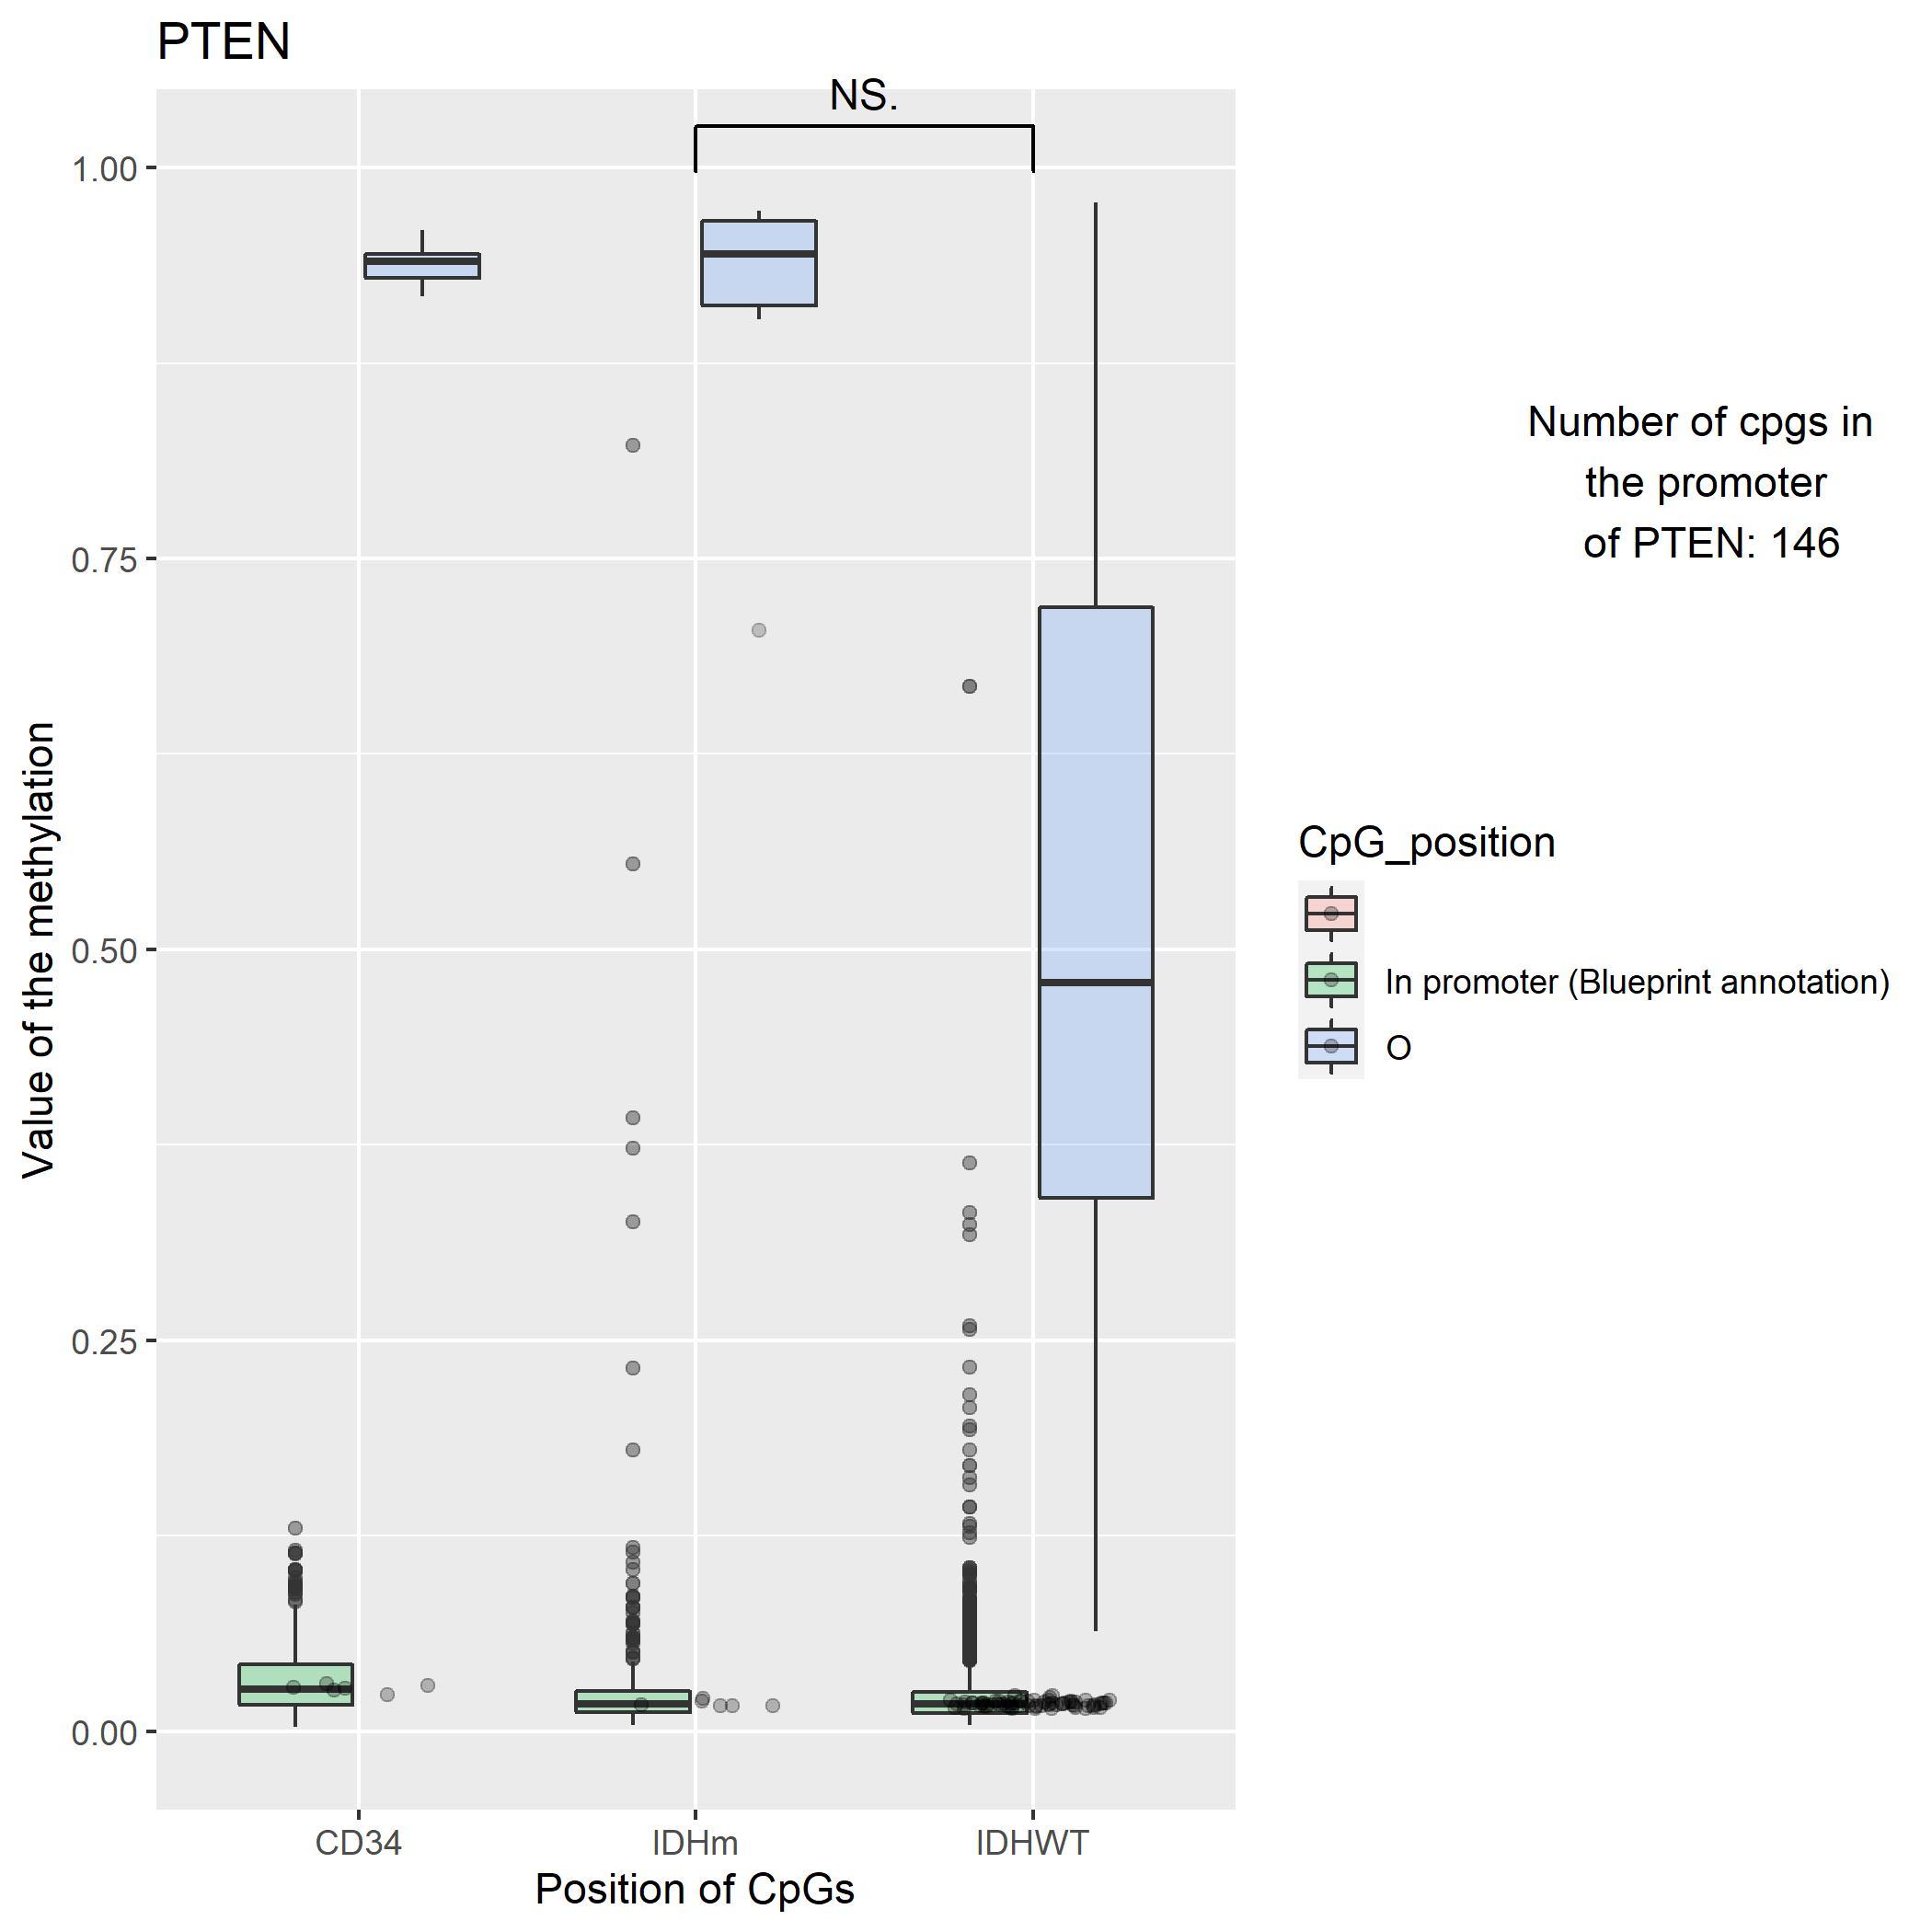 PTEN
NS.
1.00
0.75
0.50
0.25
0.00
Value of the methylation
CD34
IDHm
IDHWT
Position of CpGs
Number of cpgs in
the promoter
of PTEN: 146
CpG_position
In promoter (Blueprint annotation)
O